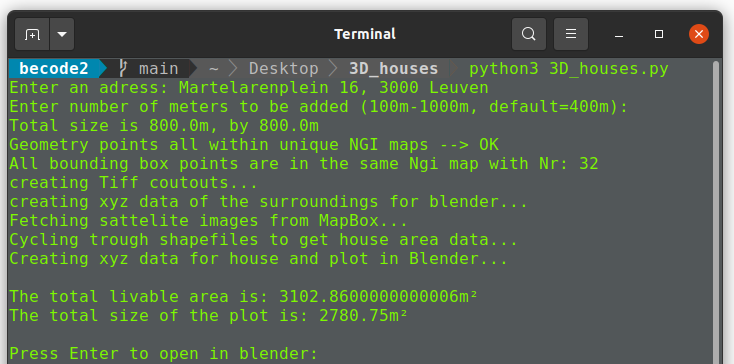 Terminal
becode2 main ~ Desktop 3D_houses python3 3D_houses.py
Enter an adress: Martelarenplein 16, 3000 Leuven
Enter number of meters to be added (100m-1000m, default=400m):
Total size is 800.0m, by 800.0m
Geometry points all within unique NGI maps --> OK
All bounding box points are in the same Ngi map with Nr: 32
creating Tiff coutouts...
creating xyz data of the surroundings for blender...
Fetching sattelite images from MapBox...
Cycling trough shapefiles to get house area data...
Creating xyz data for house and plot in Blender...
The total livable area is: 3102.8600000000006m²
The total size of the plot is: 2780.75m²
Press Enter to open in blender: